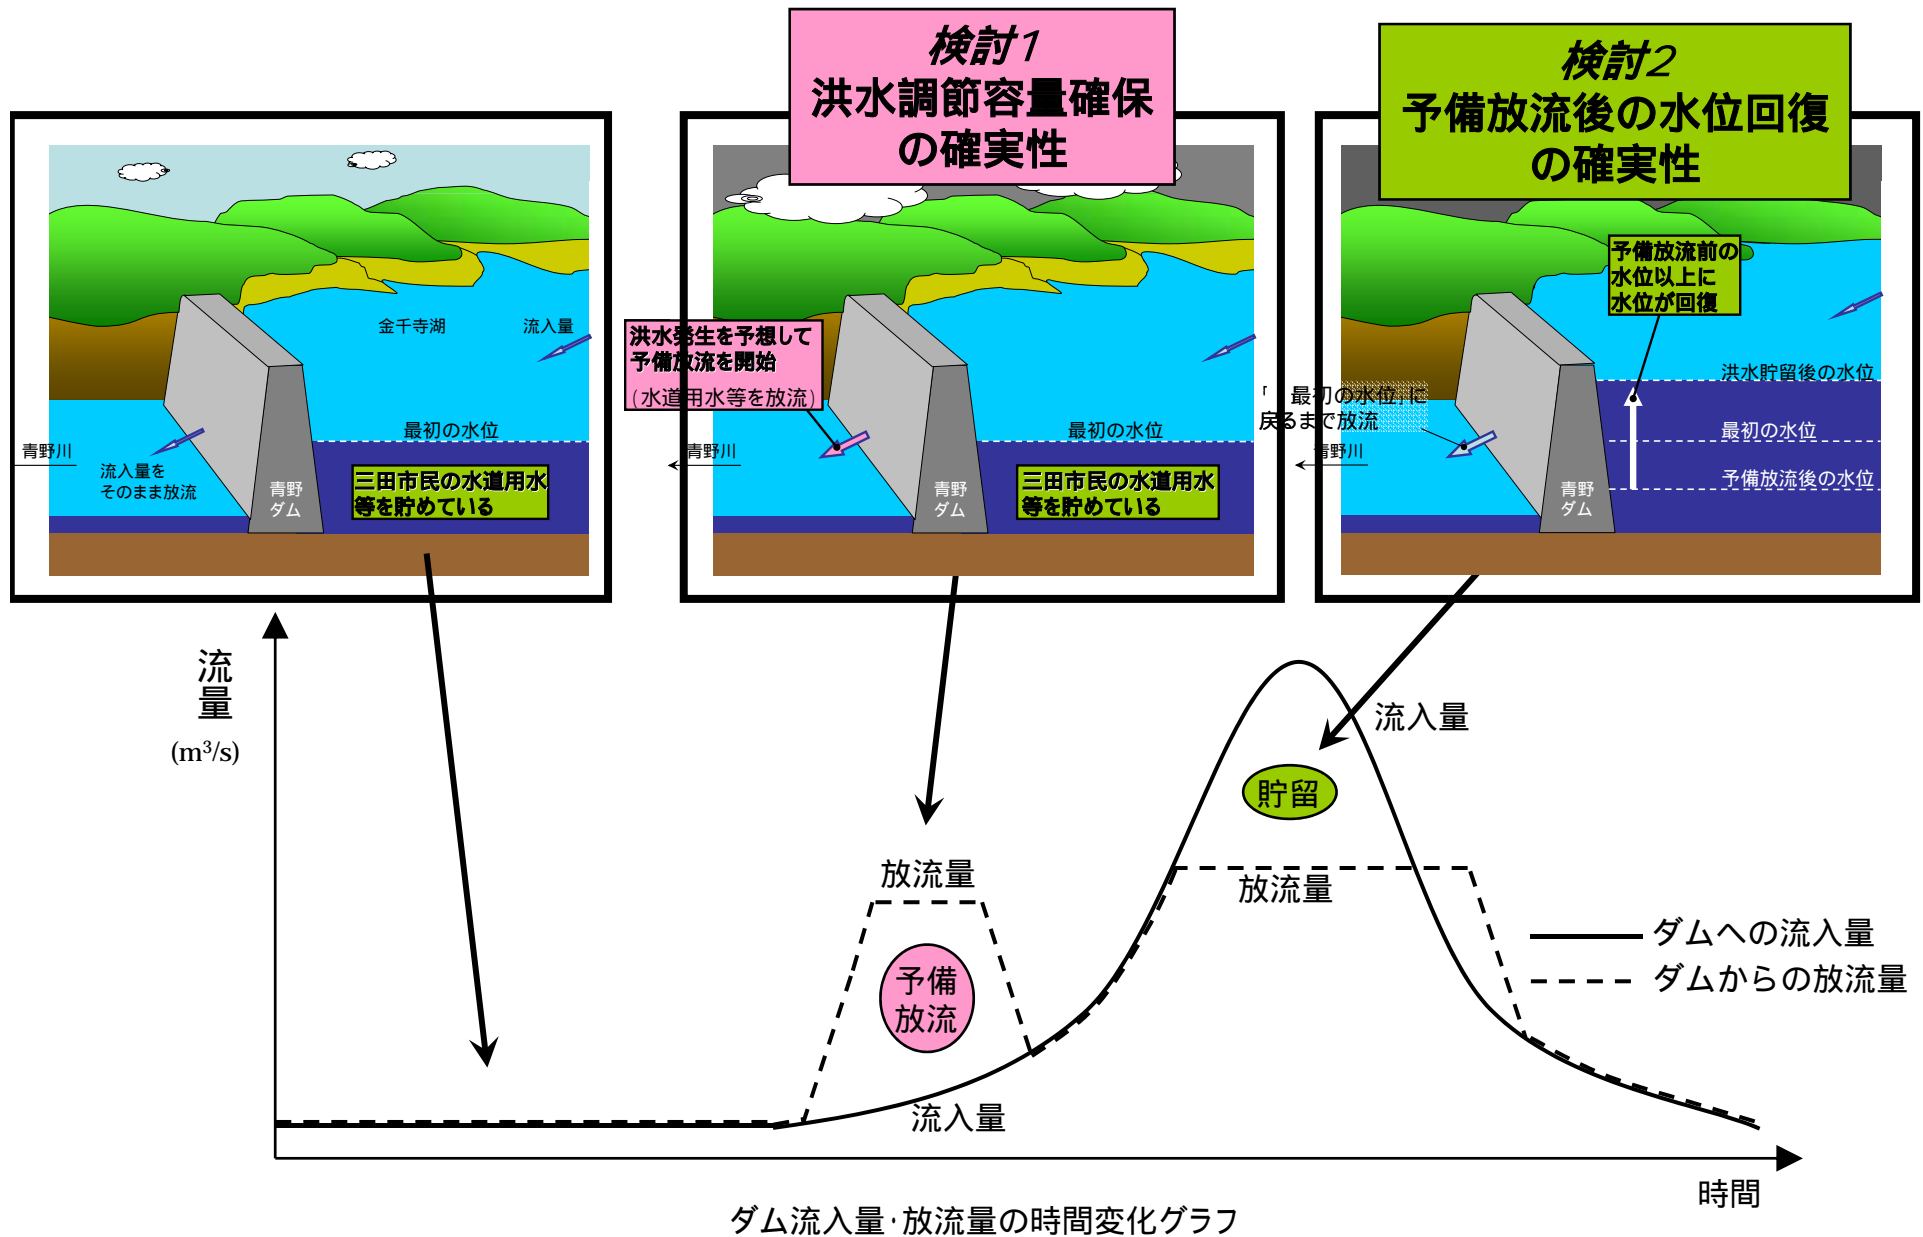 検討1
洪水調節容量確保
の確実性
検討2
予備放流後の水位回復
の確実性
金千寺湖
流入量
最初の水位
青野川
流入量を
そのまま放流
青野
ダム
三田市民の水道用水
等を貯めている
洪水発生を予想して
予備放流を開始
(水道用水等を放流)
最初の水位
青野川
青野
ダム
三田市民の水道用水
等を貯めている
予備放流前の
水位以上に
水位が回復
洪水貯留後の水位
「 最初の水位」に
戻るまで放流
最初の水位
青野川
予備放流後の水位
青野
ダム
流量
(m³/s)
流入量
貯留
放流量
放流量
予備
放流
流入量
ダムへの流入量
ダムからの放流量
時間
ダム流入量・放流量の時間変化グラフ